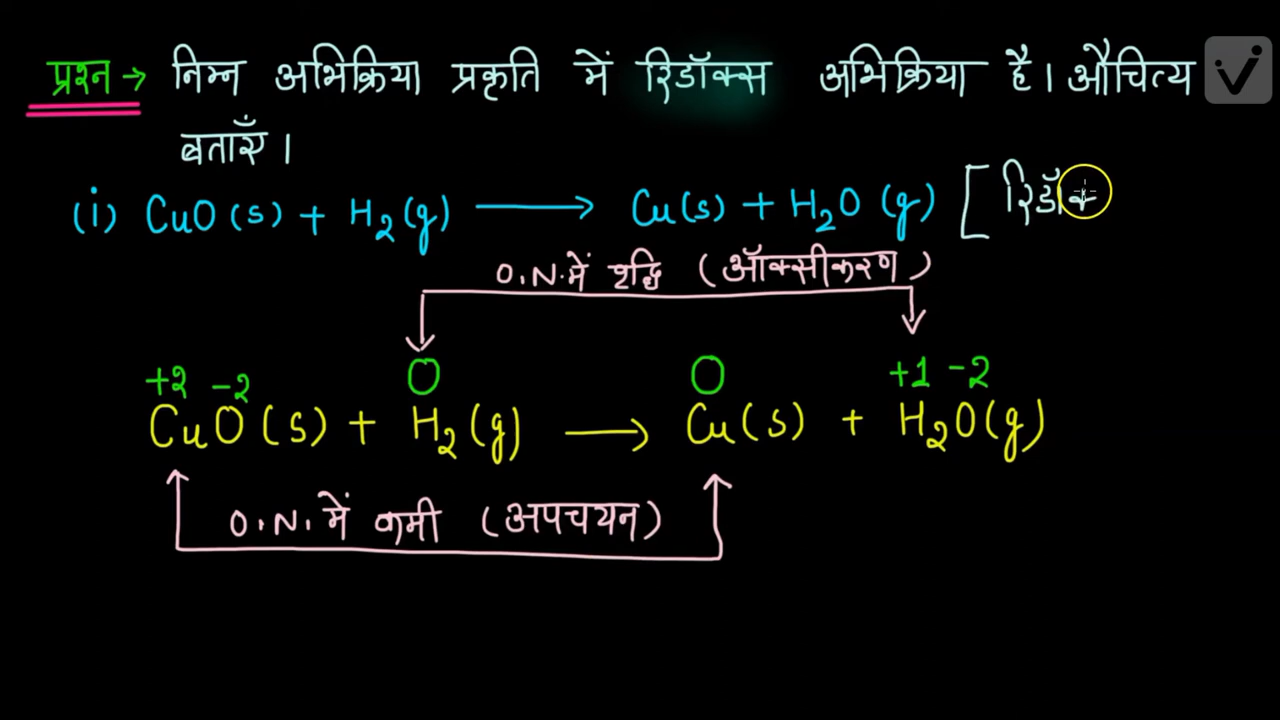 प्रश्न → निम्न अभिक्रिया प्रकृति में रिडॉक्स अभिक्रिया है। औचित्य
बताएँ।
(i) CuO(s) + H₂(g) ⟶ Cu(s) + H₂O(g) [रिडॉक
O.N. में वृद्धि (ऑक्सीकरण)
+2 -2 0 0 +1 -2
CuO(s) + H₂(g) ⟶ Cu(s) + H₂O(g)
O.N. में कमी (अपचयन)